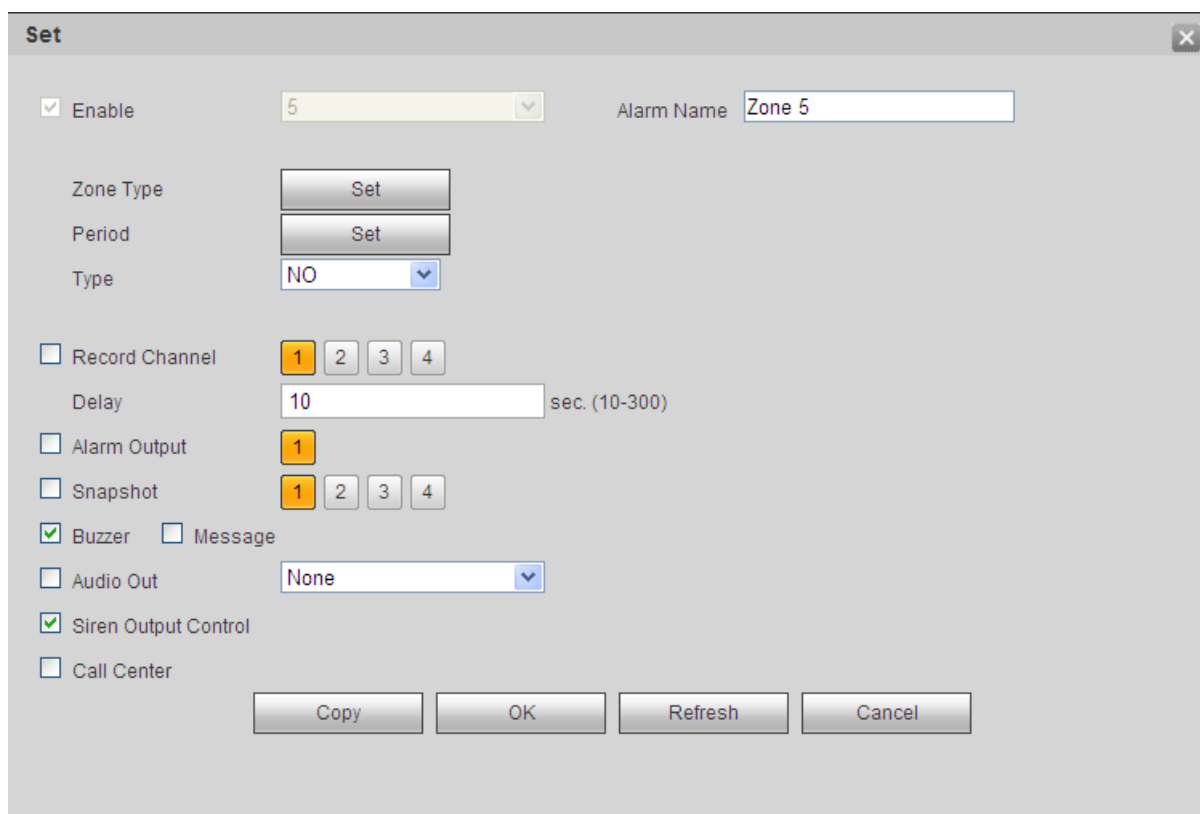 Set
Enable 5 Alarm Name Zone 5
Zone Type Set
Period Set
Type NO
Record Channel 1 2 3 4
Delay 10 sec. (10-300)
Alarm Output 1
Snapshot 1 2 3 4
Buzzer Message
Audio Out None
Siren Output Control
Call Center
Copy OK Refresh Cancel